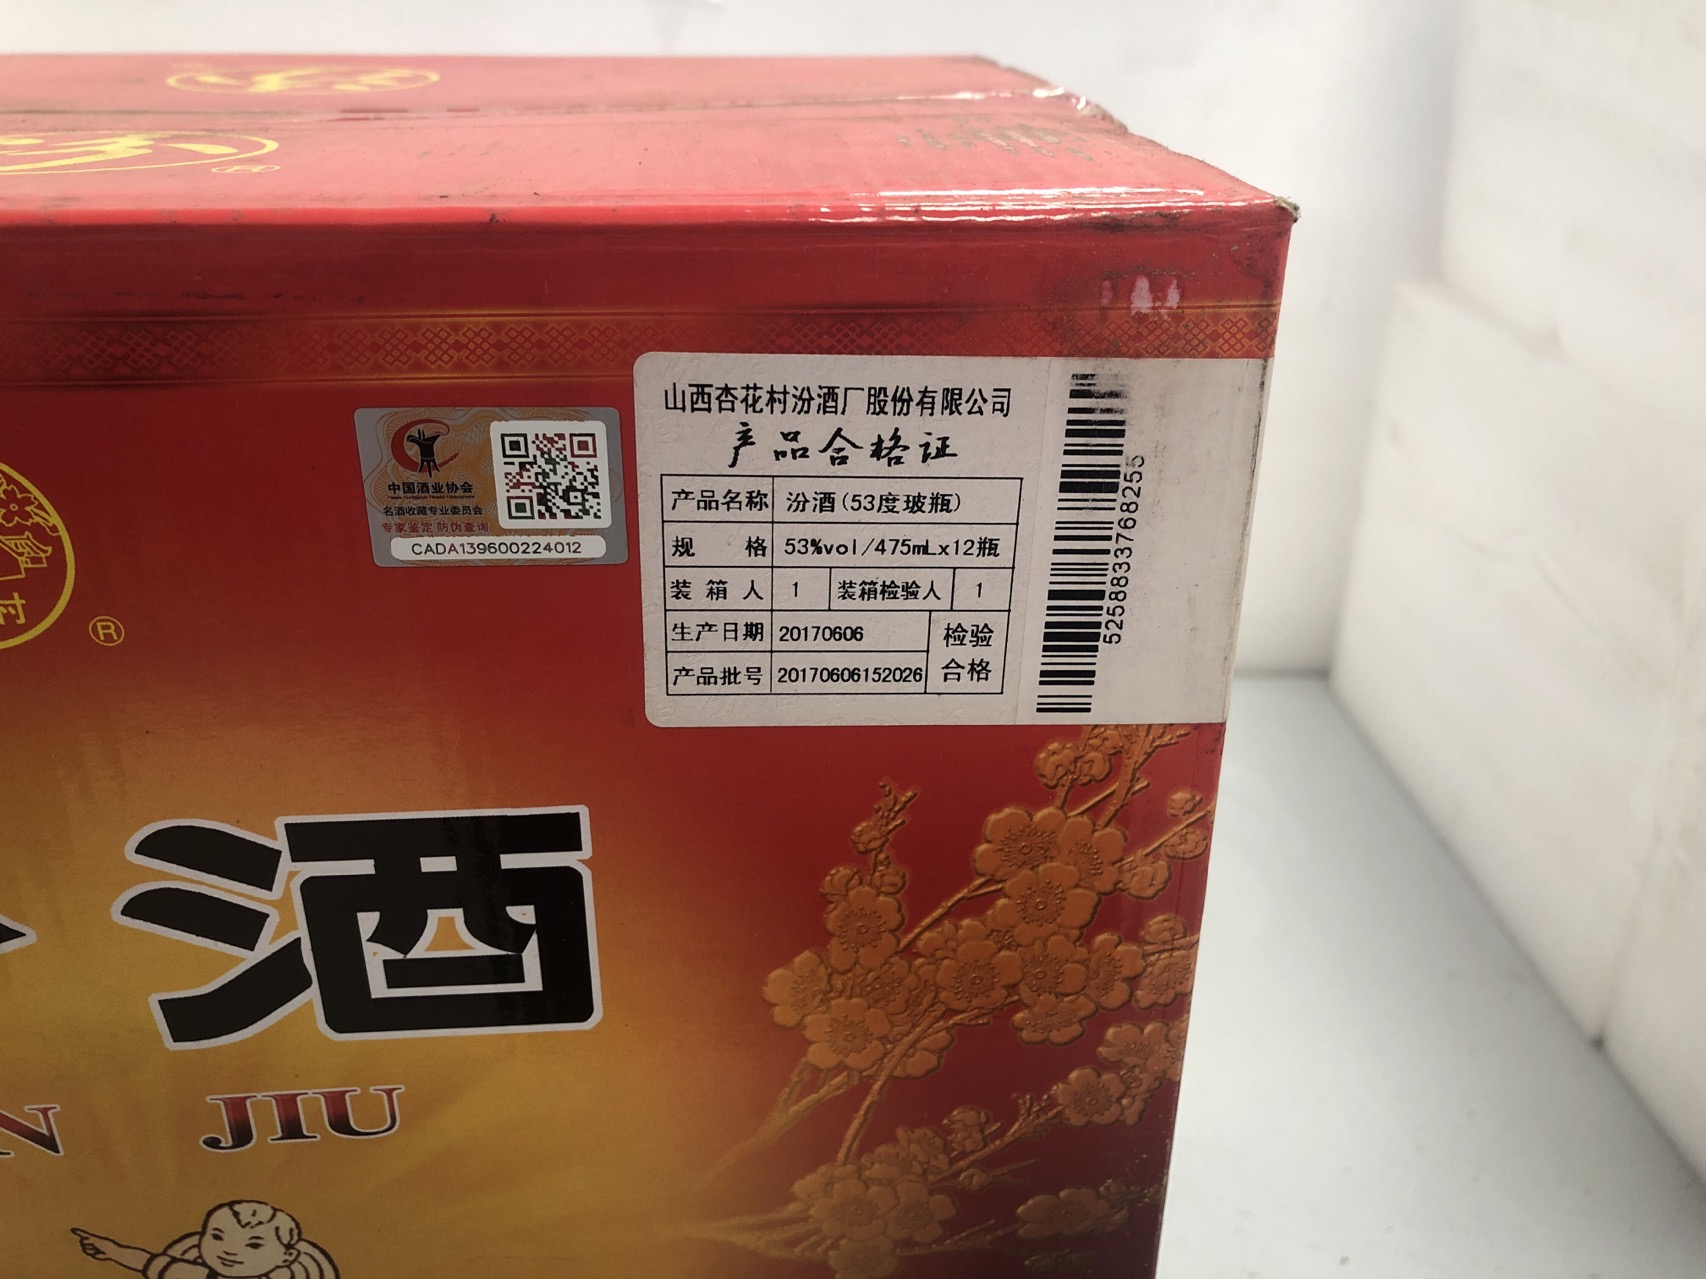 中国酒业协会
名酒收藏专业委员会
专家鉴定 防伪查询
CADA139600224012
山西杏花村汾酒厂股份有限公司
产品合格证
产品名称 汾酒(53度玻瓶)
规 格 53%vol/475mLx12瓶
装箱人 1 装箱检验人 1
生产日期 20170606 检验
产品批号 20170606152026 合格
5258833768255
村
®
酒
N JIU